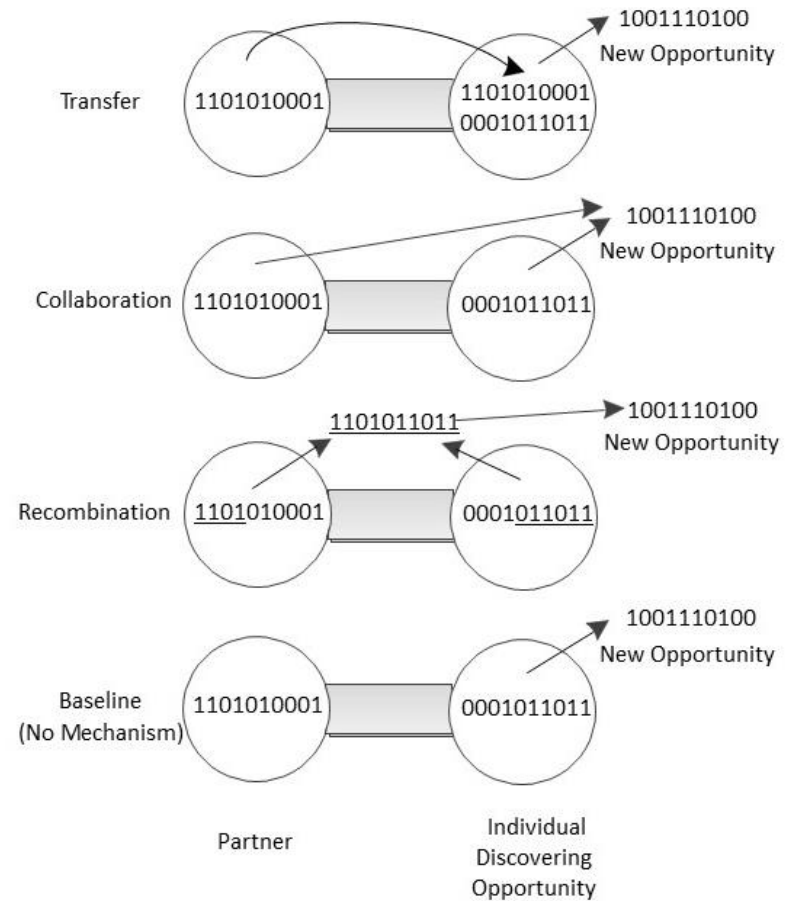 1001110100
New Opportunity
Transfer
1101010001
1101010001
0001011011
1001110100
New Opportunity
Collaboration
1101010001
0001011011
1101011011
1001110100
New Opportunity
Recombination
1101010001
0001011011
1001110100
New Opportunity
Baseline
(No Mechanism)
1101010001
0001011011
Partner
Individual
Discovering
Opportunity